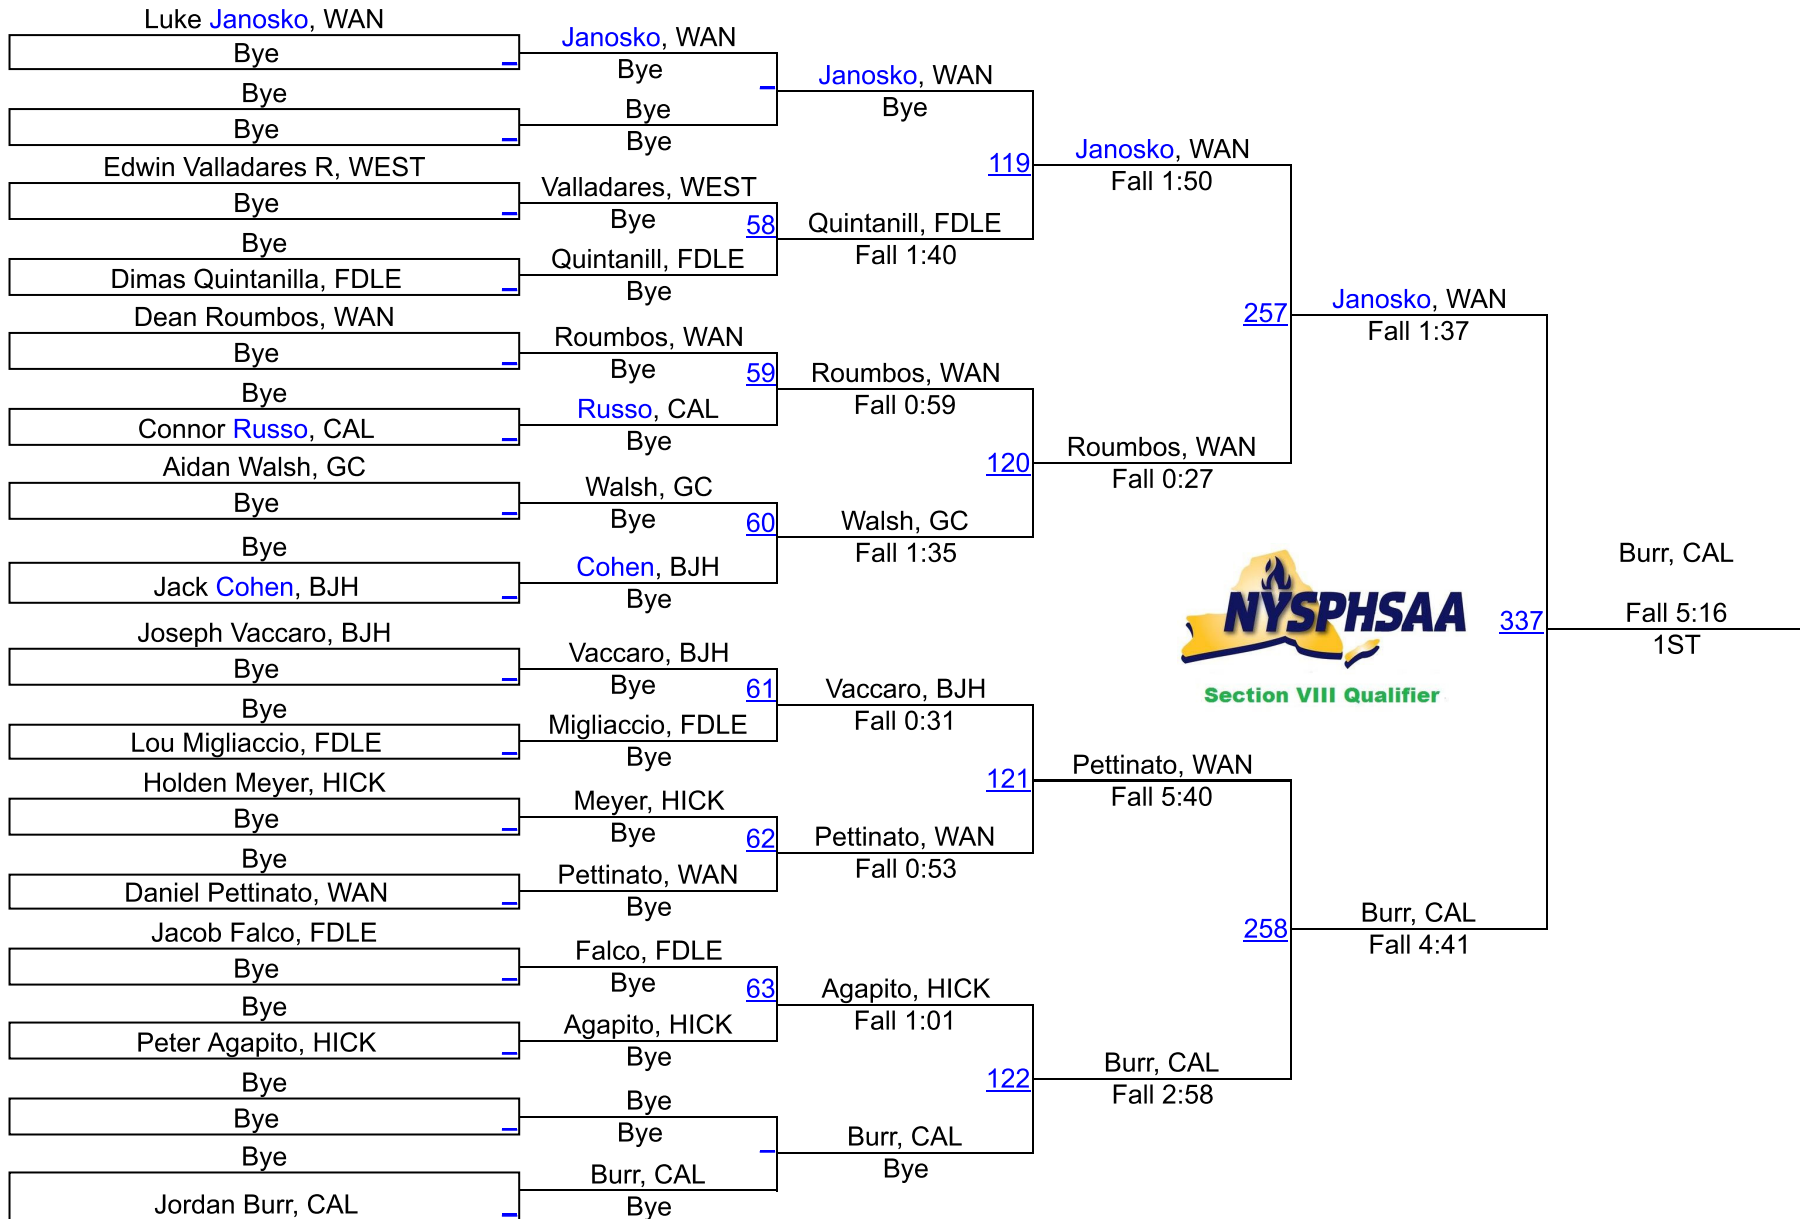 Luke Janosko, WAN
Bye
Bye
Bye
Edwin Valladares R, WEST
Bye
Bye
Dimas Quintanilla, FDLE
Dean Roumbos, WAN
Bye
Bye
Connor Russo, CAL
Aidan Walsh, GC
Bye
Bye
Jack Cohen, BJH
Joseph Vaccaro, BJH
Bye
Bye
Lou Migliaccio, FDLE
Holden Meyer, HICK
Bye
Bye
Daniel Pettinato, WAN
Jacob Falco, FDLE
Bye
Bye
Peter Agapito, HICK
Bye
Bye
Bye
Jordan Burr, CAL
Janosko, WAN
Bye
Bye
Bye
Valladares, WEST
Bye
58
Quintanill, FDLE
Bye
Roumbos, WAN
Bye
59
Russo, CAL
Bye
Walsh, GC
Bye
60
Cohen, BJH
Bye
Vaccaro, BJH
Bye
61
Migliaccio, FDLE
Bye
Meyer, HICK
Bye
62
Pettinato, WAN
Bye
Falco, FDLE
Bye
63
Agapito, HICK
Bye
Bye
Bye
Burr, CAL
Bye
Janosko, WAN
Bye
119
Quintanill, FDLE
Fall 1:40
Roumbos, WAN
Fall 0:59
120
Walsh, GC
Fall 1:35
Vaccaro, BJH
Fall 0:31
121
Pettinato, WAN
Fall 0:53
Agapito, HICK
Fall 1:01
122
Burr, CAL
Bye
Janosko, WAN
Fall 1:50
257
Roumbos, WAN
Fall 0:27
Pettinato, WAN
Fall 5:40
258
Burr, CAL
Fall 2:58
Janosko, WAN
Fall 1:37
NYSPHSAA
Section VIII Qualifier
337
Burr, CAL
Fall 4:41
Burr, CAL
Fall 5:16
1ST